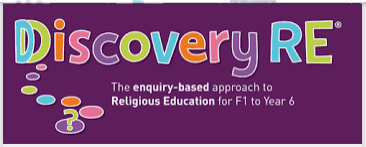 Discovery RE®
The enquiry-based approach to
Religious Education for F1 to Year 6
?